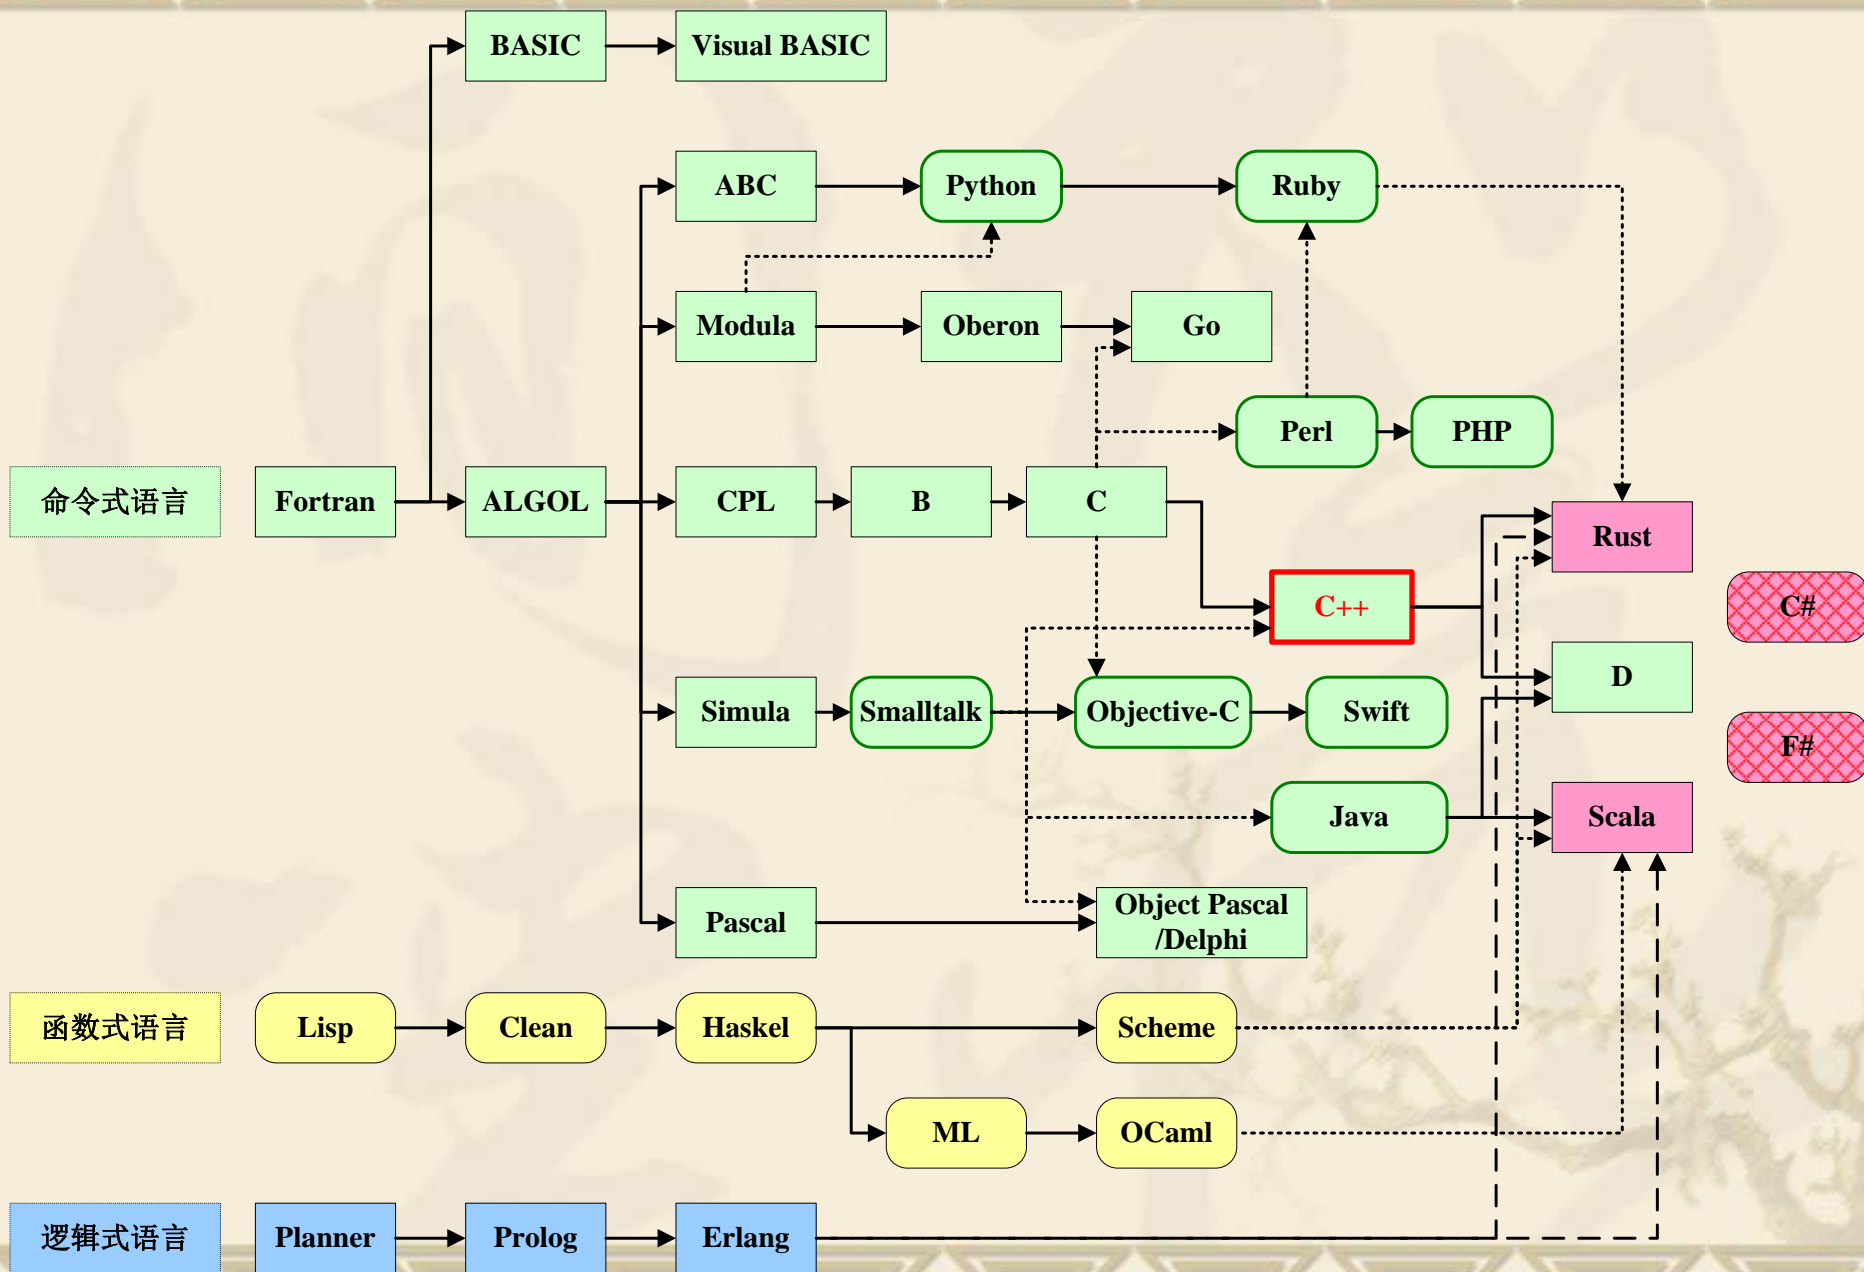 BASIC
Visual BASIC
ABC
Python
Ruby
Modula
Oberon
Go
Perl
PHP
命令式语言
Fortran
ALGOL
CPL
B
C
Rust
C++
C#
D
Simula
Smalltalk
Objective-C
Swift
F#
Java
Scala
Pascal
Object Pascal
/Delphi
函数式语言
Lisp
Clean
Haskel
Scheme
ML
OCaml
逻辑式语言
Planner
Prolog
Erlang